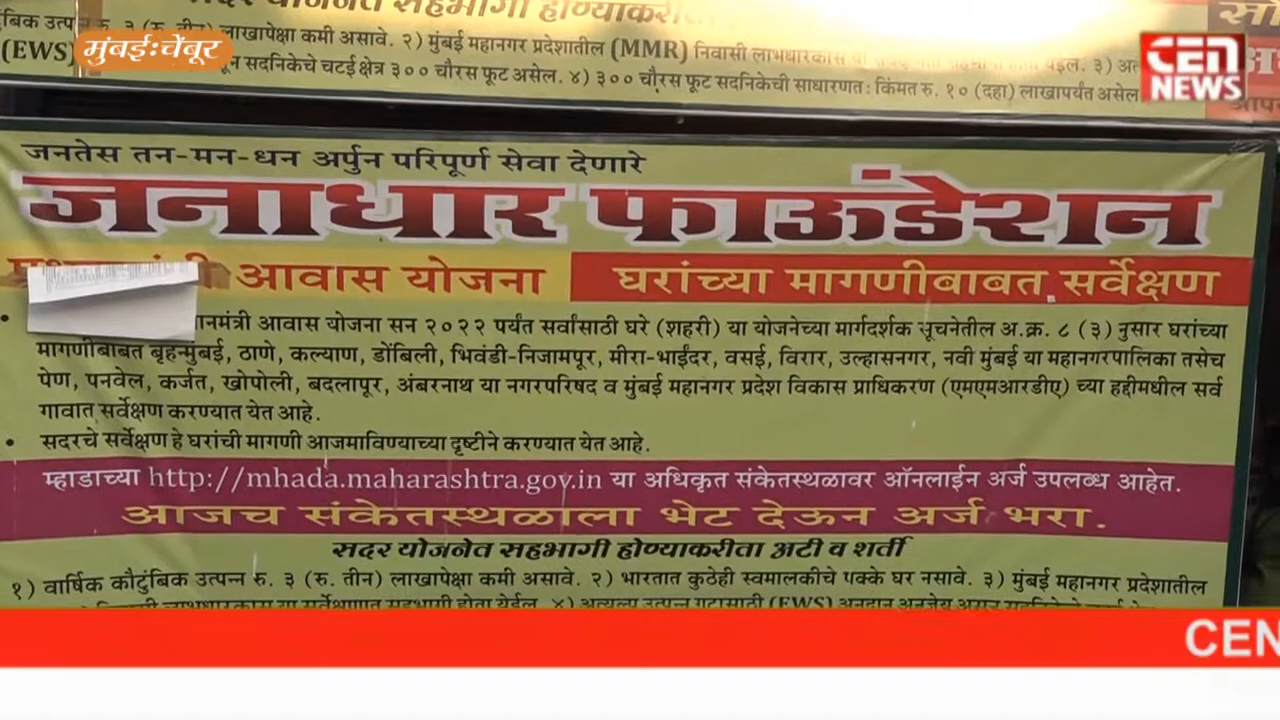 सदर योजनेत सहभागी होण्याकरीता
लाखापेक्षा कमी असावे. २) मुंबई महानगर प्रदेशातील (MMR) निवासी लाभधारकास
मुंबई:चेंबूर
CEN
NEWS
(EWS)
सदनिकेचे चटई क्षेत्र ३०० चौरस फूट असेल. ४) ३०० चौरस फूट सदनिकेची साधारणत: किंमत रु. १० (दहा) लाखापर्यंत असेल
जनतेस तन-मन-धन अर्पुन परिपूर्ण सेवा देणारे
जनाधार फाऊंडेशन
आवास योजना घरांच्या मागणीबाबत सर्वेक्षण
• ानमंत्री आवास योजना सन २०२२ पर्यंत सर्वांसाठी घरे (शहरी) या योजनेच्या मार्गदर्शक सूचनेतील अ.क्र. ८ (३) नुसार घरांच्या
मागणीबाबत बृहन्मुंबई, ठाणे, कल्याण, डोंबिली, भिवंडी-निजामपूर, मीरा-भाईंदर, वसई, विरार, उल्हासनगर, नवी मुंबई या महानगरपालिका तसेच
पेण, पनवेल, कर्जत, खोपोली, बदलापूर, अंबरनाथ या नगरपरिषद व मुंबई महानगर प्रदेश विकास प्राधिकरण (एमएमआरडीए) च्या हद्दीमधील सर्व
गावात सर्वेक्षण करण्यात येत आहे.
• सदरचे सर्वेक्षण हे घरांची मागणी आजमाविण्याच्या दृष्टीने करण्यात येत आहे.
म्हाडाच्या http://mhada.maharashtra.gov.in या अधिकृत संकेतस्थळावर ऑनलाईन अर्ज उपलब्ध आहेत.
आजच संकेतस्थळाला भेट देऊन अर्ज भरा.
सदर योजनेत सहभागी होण्याकरीता अटी व शर्ती
१) वार्षिक कौटुंबिक उत्पन्न रु. ३ (रु. तीन) लाखापेक्षा कमी असावे. २) भारतात कुठेही स्वमालकीचे पक्के घर नसावे. ३) मुंबई महानगर प्रदेशातील
CEN